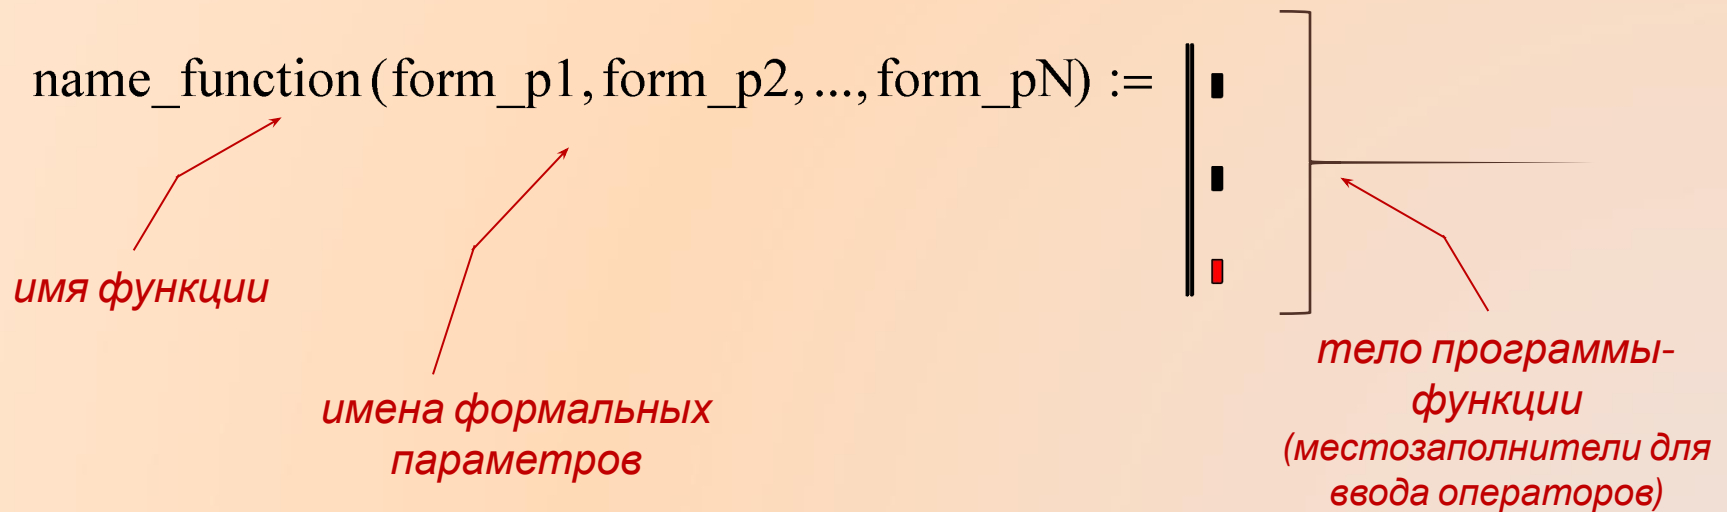 name_function(form_p1,form_p2,...,form_pN) :=
имя функции
имена формальных
параметров
тело программы-
функции
(местозаполнители для
ввода операторов)